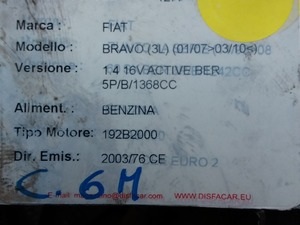 Marca : FIAT
Modello : BRAVO (3L) (01/07>03/10<)
Versione : 1.4 16V ACTIVE BER
5P/B/1368CC
Aliment. : BENZINA
Tipo Motore: 192B2000
Dir. Emis.: 2003/76 CE EURO 2
C. 6M
E-mail: WWW.DISFACAR.EU